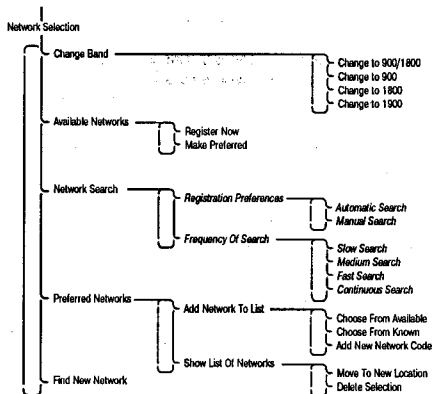 Network Selection
Change Band
Change to 900/1800
Change to 900
Change to 1800
Change to 1900
Available Networks
Register Now
Make Preferred
Network Search
Registration Preferences
Automatic Search
Manual Search
Frequency Of Search
Slow Search
Medium Search
Fast Search
Continuous Search
Preferred Networks
Add Network To List
Choose From Available
Choose From Known
Add New Network Code
Show List Of Networks
Move To New Location
Delete Selection
Find New Network